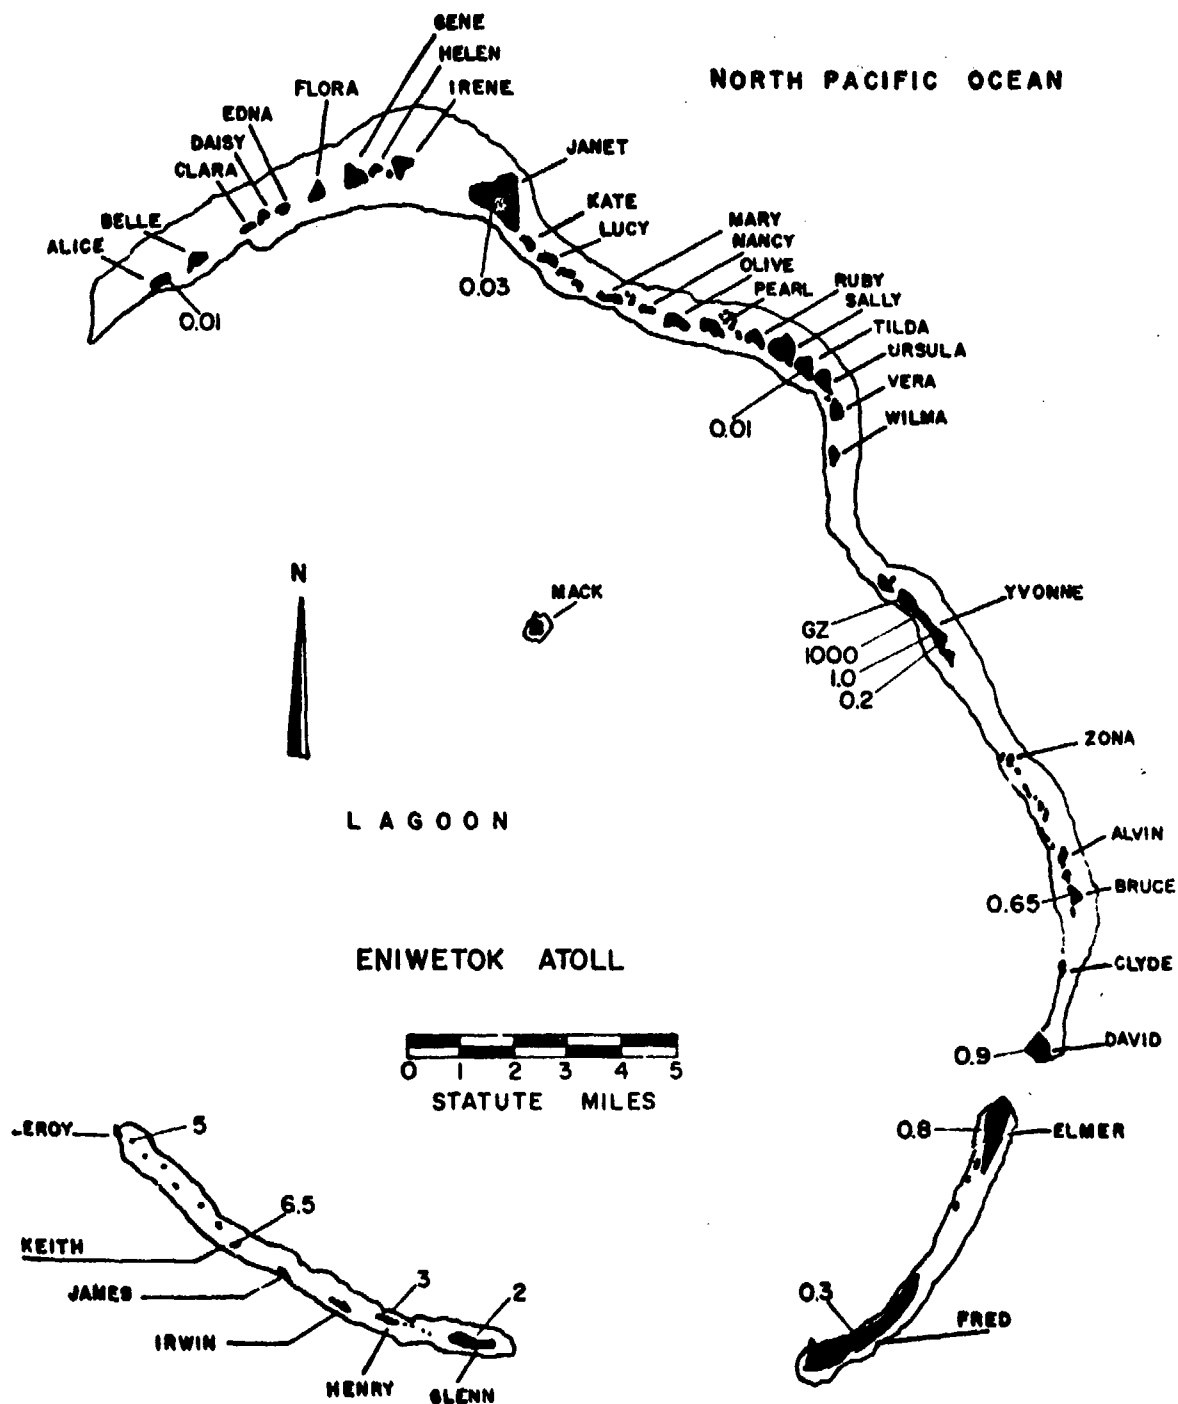 GENE
HELEN
IRENE
FLORA
NORTH PACIFIC OCEAN
EDNA
DAISY
CLARA
JANET
KATE
BELLE
ALICE
LUCY
MARY
NANCY
OLIVE
PEARL
RUBY
SALLY
TILDA
URSULA
VERA
WILMA
0.03
0.01
0.01
N
MACK
YVONNE
GZ
1000
1.0
0.2
ZONA
LAGOON
ALVIN
BRUCE
0.65
ENIWETOK ATOLL
CLYDE
DAVID
0.9
0 1 2 3 4 5
STATUTE MILES
EROY
5
0.8
ELMER
6.5
KEITH
JAMES
3
2
0.3
IRWIN
FRED
HENRY
GLENN